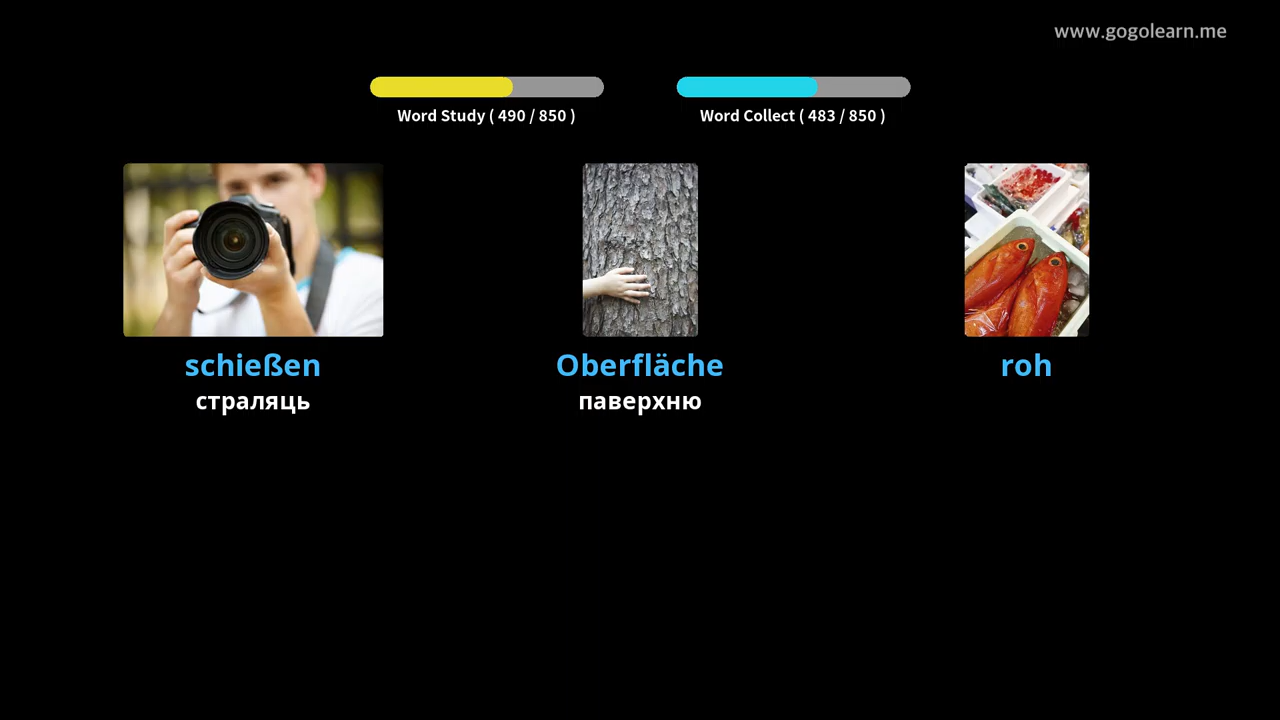 www.gogolearn.me
Word Study ( 490 / 850 )
Word Collect ( 483 / 850 )
schießen
страляць
Oberfläche
паверхню
roh